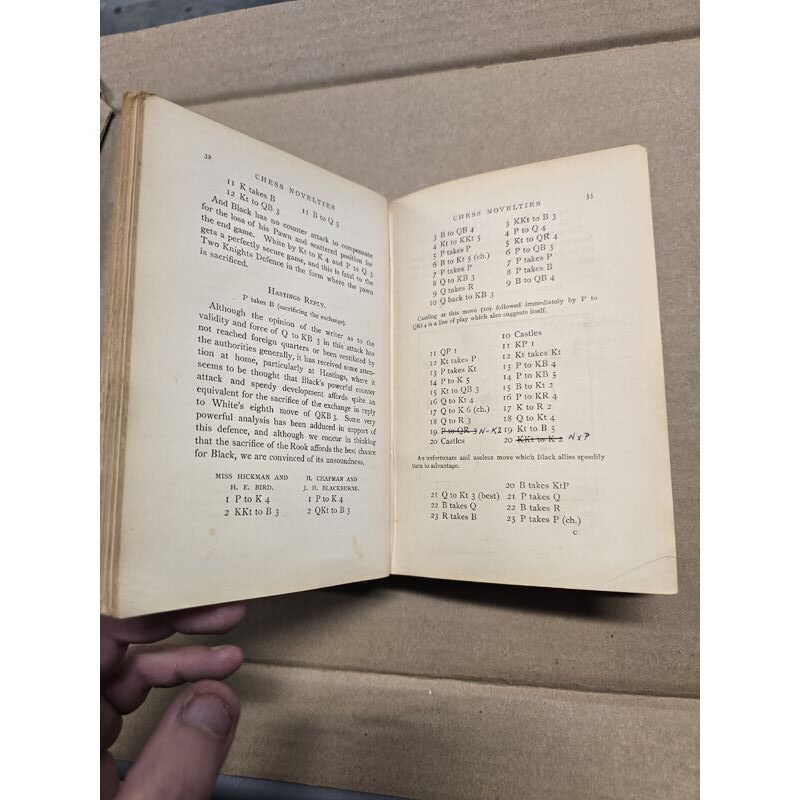 32
CHESS NOVELTIES
11 K takes B
12 Kt to QB 3 11 B to Q 3
And Black has no counter attack to compensate
for the loss of his Pawn and scattered position for
the end game. White by Kt to K 4 and P to Q 3
gets a perfectly secure game, and this is fatal to the
Two Knights Defence in the form where the pawn
is sacrificed.
HASTINGS REPLY.
P takes B (sacrificing the exchange).
Although the opinion of the writer as to the
validity and force of Q to KB 3 in this attack has
not reached foreign quarters or been ventilated by
the authorities generally, it has received some atten-
tion at home, particularly at Hastings, where it
seems to be thought that Black's powerful counter
attack and speedy development affords quite an
equivalent for the sacrifice of the exchange in reply
to White's eighth move of QKB 3. Some very
powerful analysis has been adduced in support of
this defence, and although we concur in thinking
that the sacrifice of the Rook affords the best chance
for Black, we are convinced of its unsoundness.
MISS HICKMAN AND H. CHAPMAN AND
H. E. BIRD. J. H. BLACKBURNE.
1 P to K 4 1 P to K 4
2 KKt to B 3 2 QKt to B 3
CHESS NOVELTIES 33
3 B to QB 4 3 KKt to B 3
4 Kt to KKt 5 4 P to Q 4
5 P takes P 5 Kt to QR 4
6 B to Kt 5 (ch.) 6 P to QB 3
7 P takes P 7 P takes P
8 Q to KB 3 8 P takes B
9 Q takes R 9 B to QB 4
10 Q back to KB 3
Castling at this move (10) followed immediately by P to
QKt 4 is a line of play which also suggests itself.
10 Castles
11 QP 1 11 KP 1
12 Kt takes P 12 Kt takes Kt
13 P takes Kt 13 P to KB 4
14 P to K 5 14 P to KB 5
15 Kt to QB 3 15 B to Kt 2
16 Q to Kt 4 16 P to KR 4
17 Q to K 6 (ch.) 17 K to R 2
18 Q to R 3 18 Q to Kt 4
19 P to QR 3 N-K2 19 Kt to B 5
20 Castles 20 KKt to K 2 NxP
An unfortunate and useless move which Black allies speedily
turn to advantage.
20 B takes KtP
21 Q to Kt 3 (best) 21 P takes Q
22 B takes Q 22 B takes R
23 R takes B 23 P takes P (ch.)
C